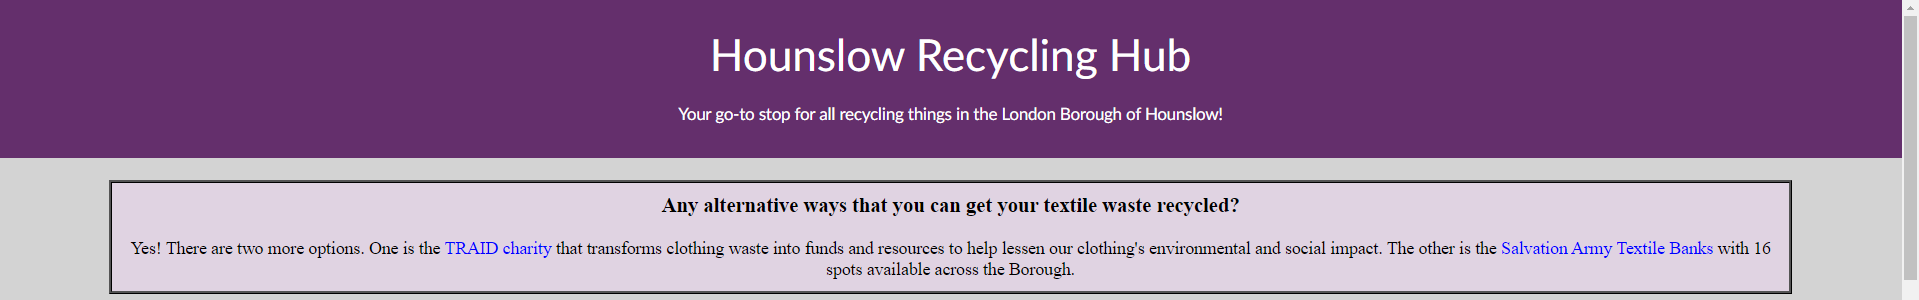 Hounslow Recycling Hub
Your go-to stop for all recycling things in the London Borough of Hounslow!
Any alternative ways that you can get your textile waste recycled?
Yes! There are two more options. One is the TRAID charity that transforms clothing waste into funds and resources to help lessen our clothing's environmental and social impact. The other is the Salvation Army Textile Banks with 16
spots available across the Borough.